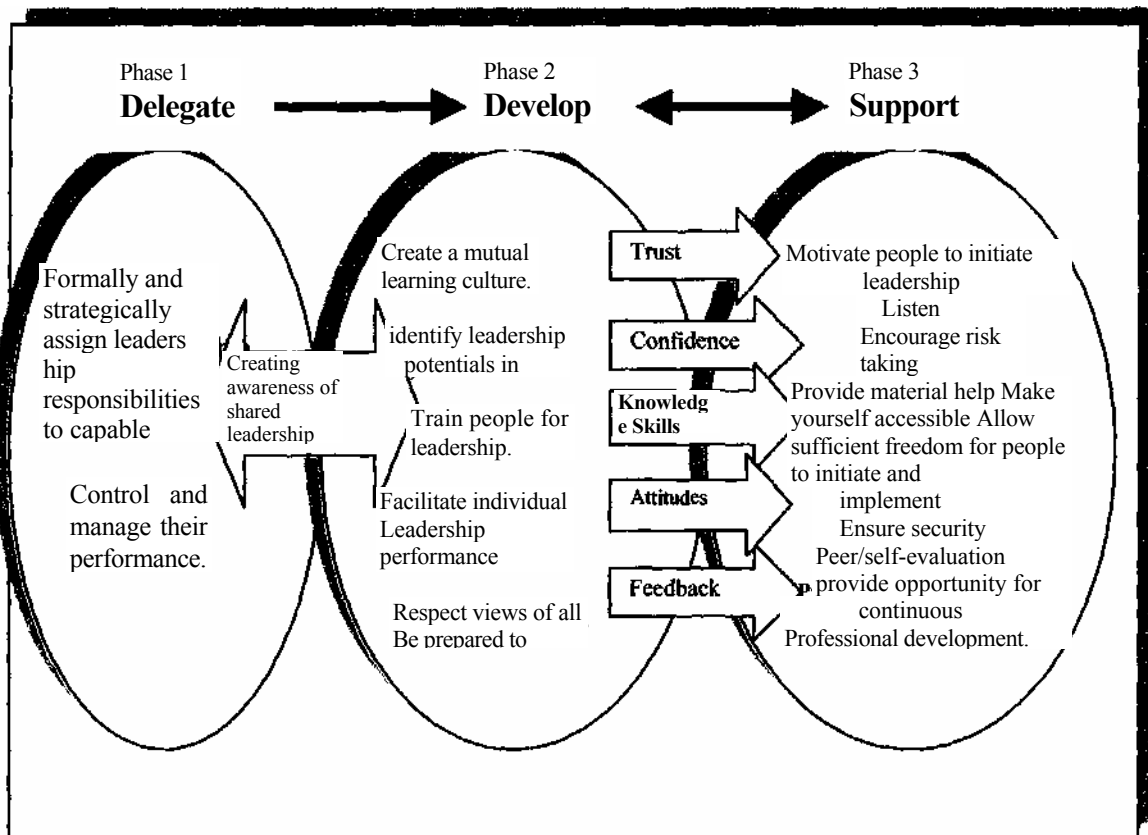 Phase 1
Delegate
Phase 2
Develop
Phase 3
Support
Formally and
strategically
assign leaders
hip
responsibilities
to capable
Control and
manage their
performance.
Creating
awareness of
shared
leadership
Create a mutual
learning culture.
identify leadership
potentials in
Train people for
leadership.
Facilitate individual
Leadership
performance
Respect views of all
Be prepared to
Trust
Confidence
Knowledg
e Skills
Attitudes
Feedback
Motivate people to initiate
leadership
Listen
Encourage risk
taking
Provide material help Make
yourself accessible Allow
sufficient freedom for people
to initiate and
implement
Ensure security
Peer/self-evaluation
P provide opportunity for
continuous
Professional development.